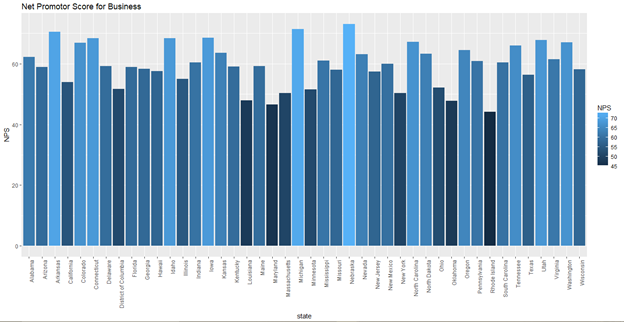 Net Promotor Score for Business
NPS
60
40
20
0
Alabama
Arizona
Arkansas
California
Colorado
Connecticut
Delaware
District of Columbia
Florida
Georgia
Hawaii
Idaho
Illinois
Indiana
Iowa
Kansas
Kentucky
Louisiana
Maine
Maryland
Massachusetts
Michigan
Minnesota
Mississippi
Missouri
Nebraska
Nevada
New Jersey
New Mexico
New York
North Carolina
North Dakota
Ohio
Oklahoma
Oregon
Pennsylvania
Rhode Island
South Carolina
Tennessee
Texas
Utah
Virginia
Washington
Wisconsin
state
NPS
70
65
60
55
50
45